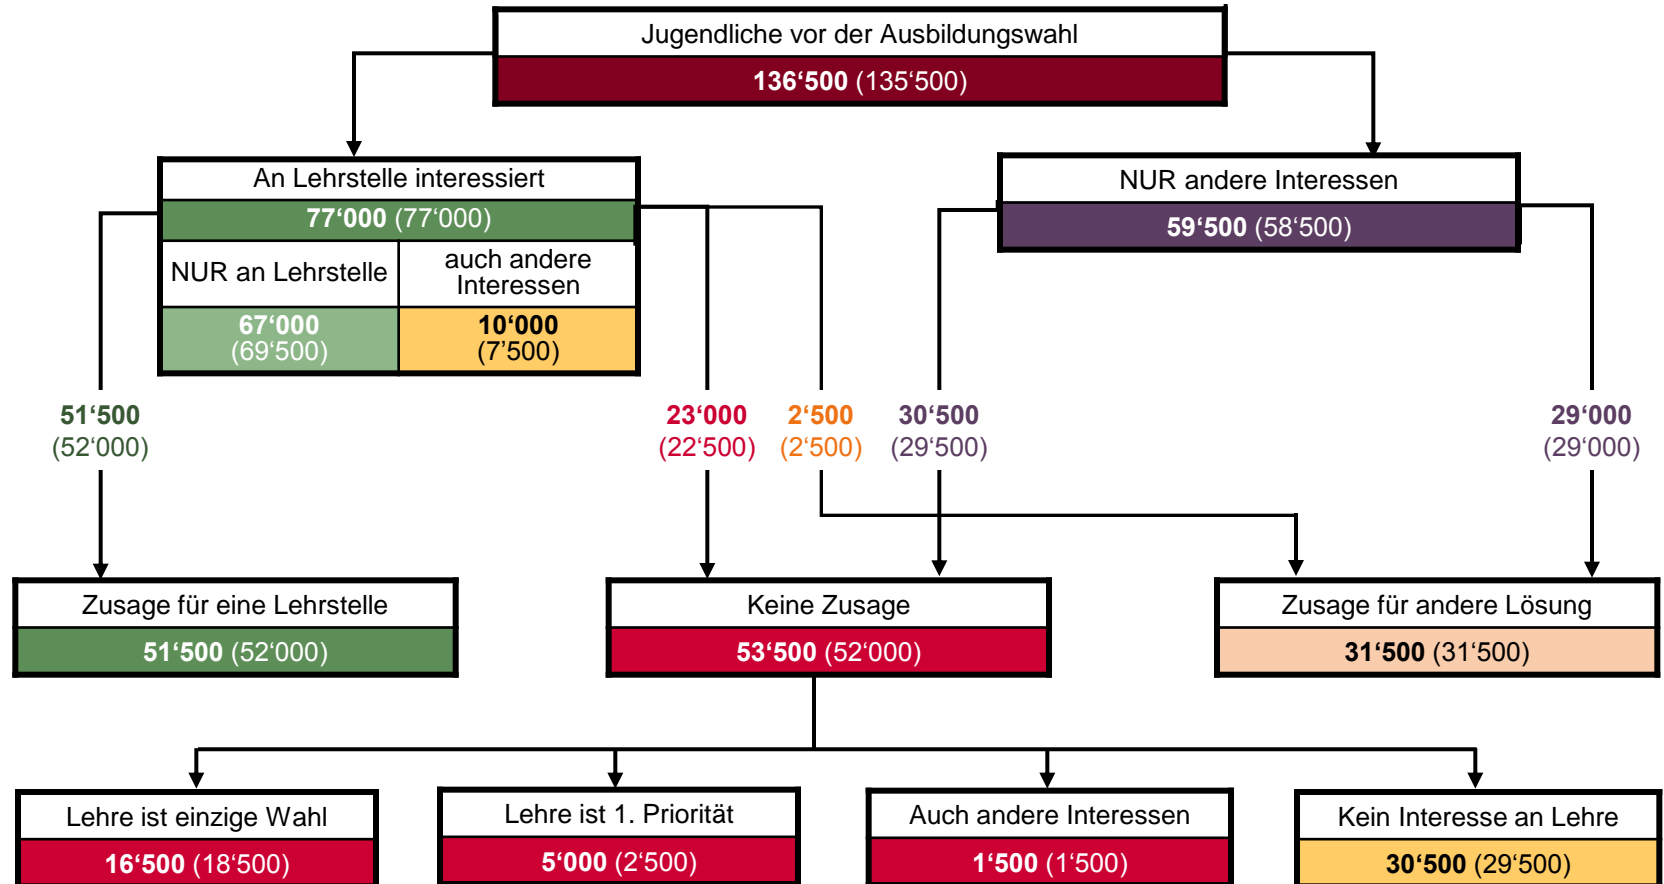 Jugendliche vor der Ausbildungswahl
136'500 (135'500)
An Lehrstelle interessiert
77‘000 (77‘000)
NUR an Lehrstelle
auch andere
Interessen
67‘000
(69‘500)
10‘000
(7’500)
NUR andere Interessen
59‘500 (58‘500)
51‘500
(52‘000)
23‘000
(22‘500)
2‘500
(2‘500)
30‘500
(29‘500)
29‘000
(29‘000)
Zusage für eine Lehrstelle
51‘500 (52‘000)
Keine Zusage
53‘500 (52‘000)
Zusage für andere Lösung
31‘500 (31‘500)
Lehre ist einzige Wahl
16‘500 (18‘500)
Lehre ist 1. Priorität
5‘000 (2‘500)
Auch andere Interessen
1‘500 (1‘500)
Kein Interesse an Lehre
30‘500 (29‘500)